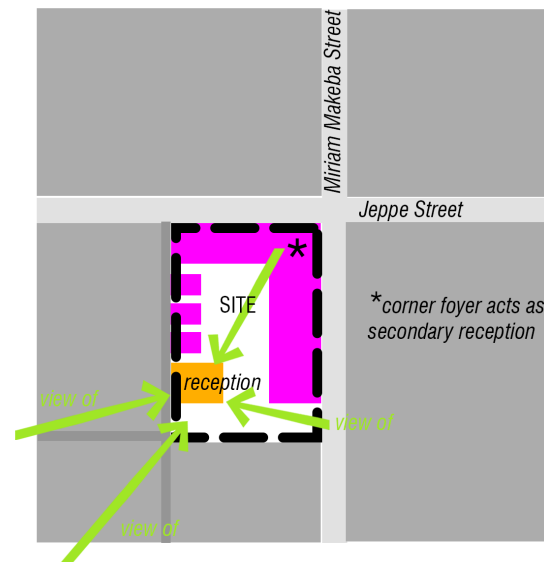 Miriam Makeba Street
Jeppe Street
*
SITE
*corner foyer acts as
secondary reception
reception
view of
view of
view of